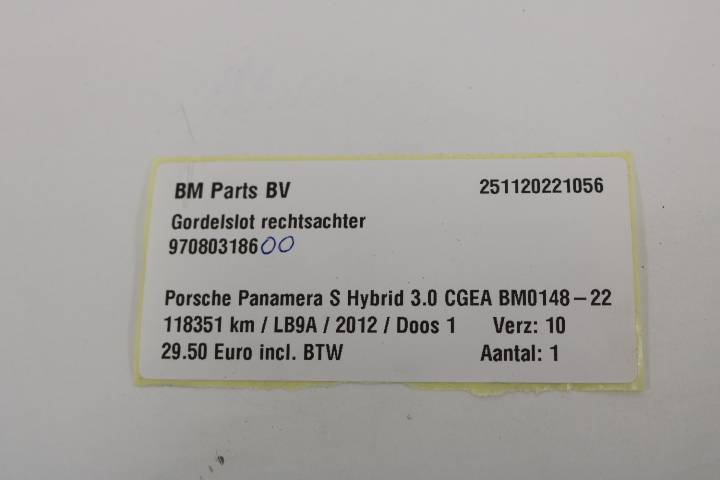 BM Parts BV 251120221056
Gordelslot rechtsachter
97080318600
Porsche Panamera S Hybrid 3.0 CGEA BM0148-22
118351 km / LB9A / 2012 / Doos 1 Verz: 10
29.50 Euro incl. BTW Aantal: 1